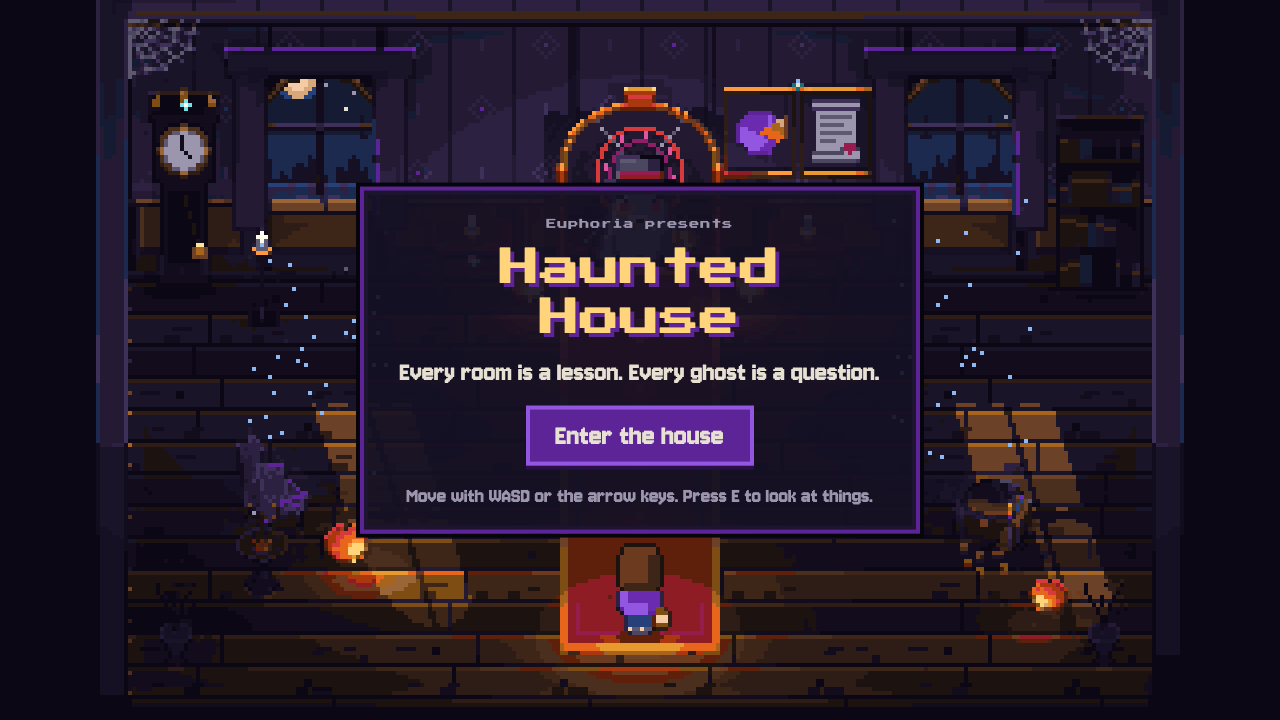 Euphoria presents
Haunted
House
Every room is a lesson. Every ghost is a question.
Enter the house
Move with WASD or the arrow keys. Press E to look at things.